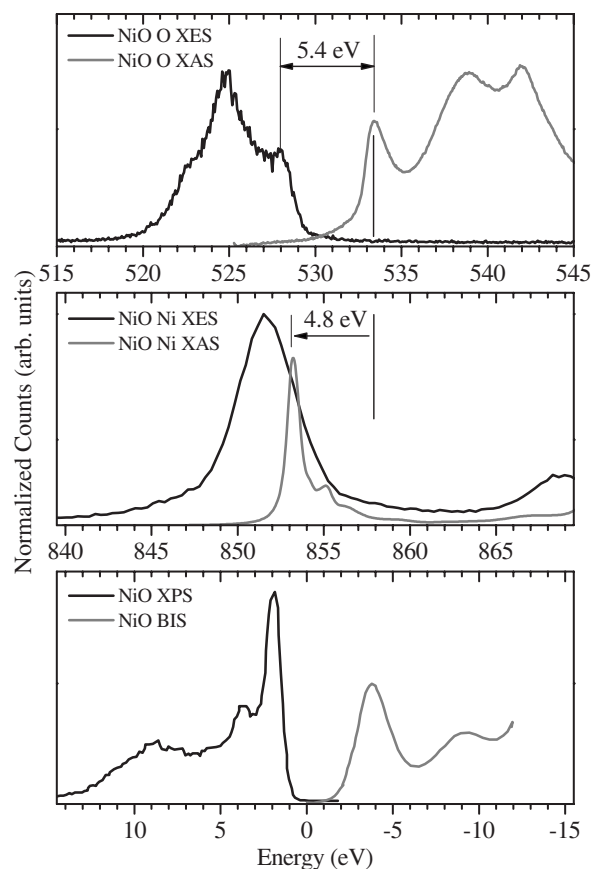 NiO O XES
NiO O XAS
5.4 eV
515 520 525 530 535 540 545
NiO Ni XES
NiO Ni XAS
4.8 eV
840 845 850 855 860 865
Normalized Counts (arb. units)
NiO XPS
NiO BIS
10 5 0 -5 -10 -15
Energy (eV)